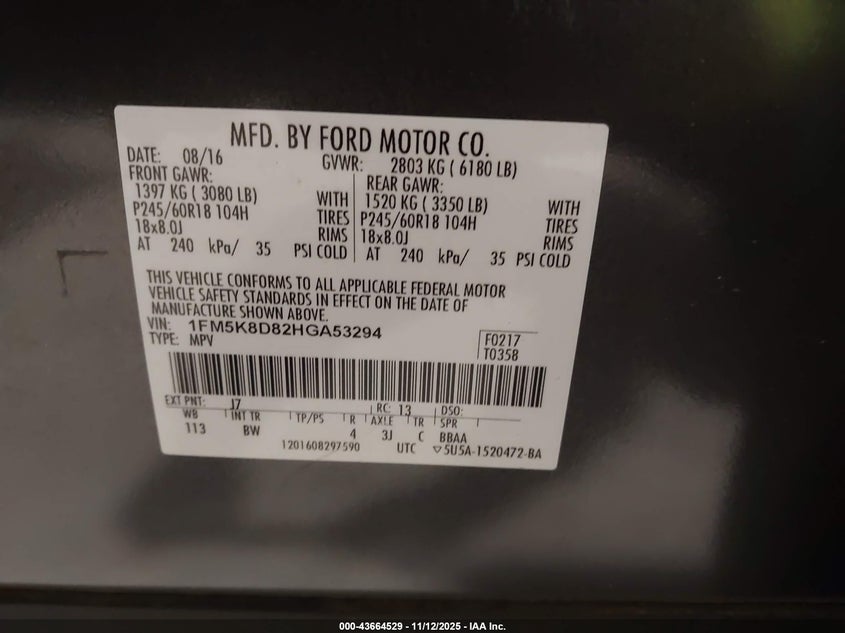 MFD. BY FORD MOTOR CO.
DATE: 08/16 GVWR: 2803 KG ( 6180 LB)
FRONT GAWR: REAR GAWR:
1397 KG ( 3080 LB) WITH 1520 KG ( 3350 LB) WITH
P245/60R18 104H TIRES P245/60R18 104H TIRES
18x8.0J RIMS 18x8.0J RIMS
AT 240 kPa/ 35 PSI COLD AT 240 kPa/ 35 PSI COLD
THIS VEHICLE CONFORMS TO ALL APPLICABLE FEDERAL MOTOR
VEHICLE SAFETY STANDARDS IN EFFECT ON THE DATE OF
MANUFACTURE SHOWN ABOVE.
VIN: 1FM5K8D82HGA53294 F0217
TYPE: MPV T0358
EXT PNT: J7 RC: 13 DSO:
WB INT TR TP/PS R AXLE TR SPR
113 BW 4 3J C BBAA
1201608297590 UTC ▽5U5A-1520472-BA
000-43664529 - 11/12/2025 - IAA Inc.